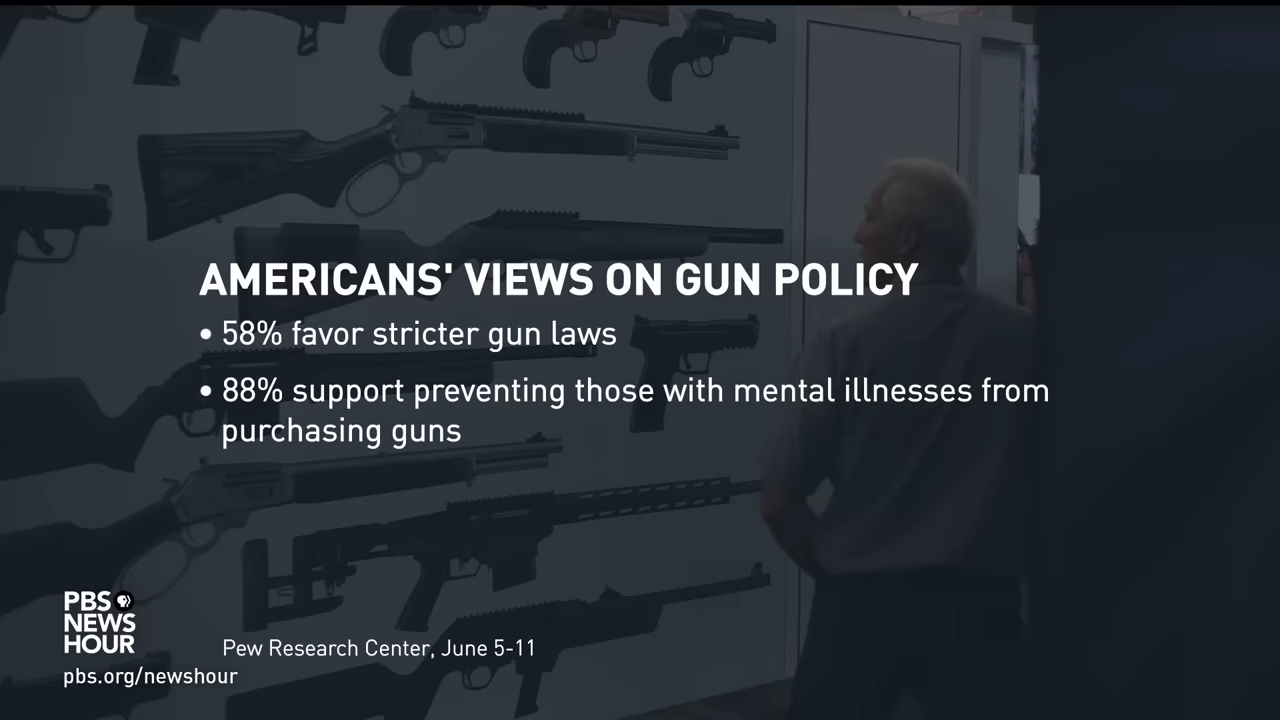 AMERICANS' VIEWS ON GUN POLICY
• 58% favor stricter gun laws
• 88% support preventing those with mental illnesses from
purchasing guns
PBS
NEWS
HOUR
Pew Research Center, June 5-11
pbs.org/newshour